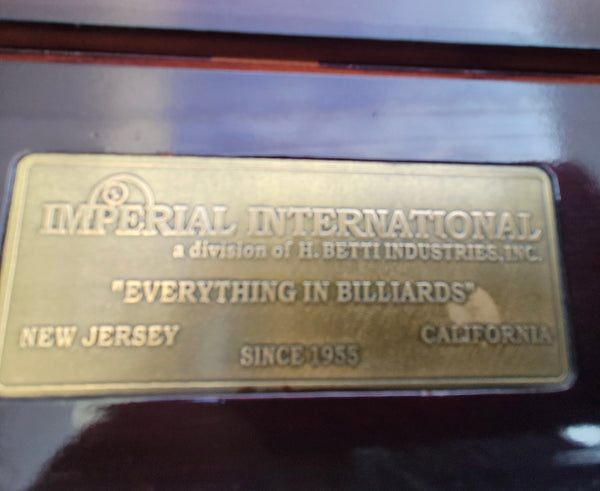 IMPERIAL INTERNATIONAL
a division of H. BETTI INDUSTRIES, INC.
"EVERYTHING IN BILLIARDS"
NEW JERSEY CALIFORNIA
SINCE 1955